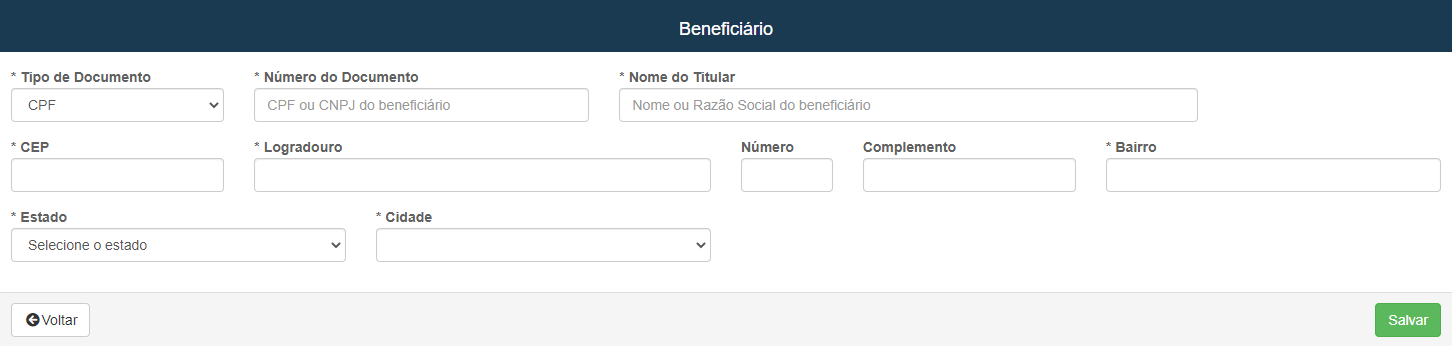 Beneficiário
* Tipo de Documento * Número do Documento * Nome do Titular
CPF CPF ou CNPJ do beneficiário Nome ou Razão Social do beneficiário
* CEP * Logradouro Número Complemento * Bairro
* Estado * Cidade
Selecione o estado
Voltar Salvar